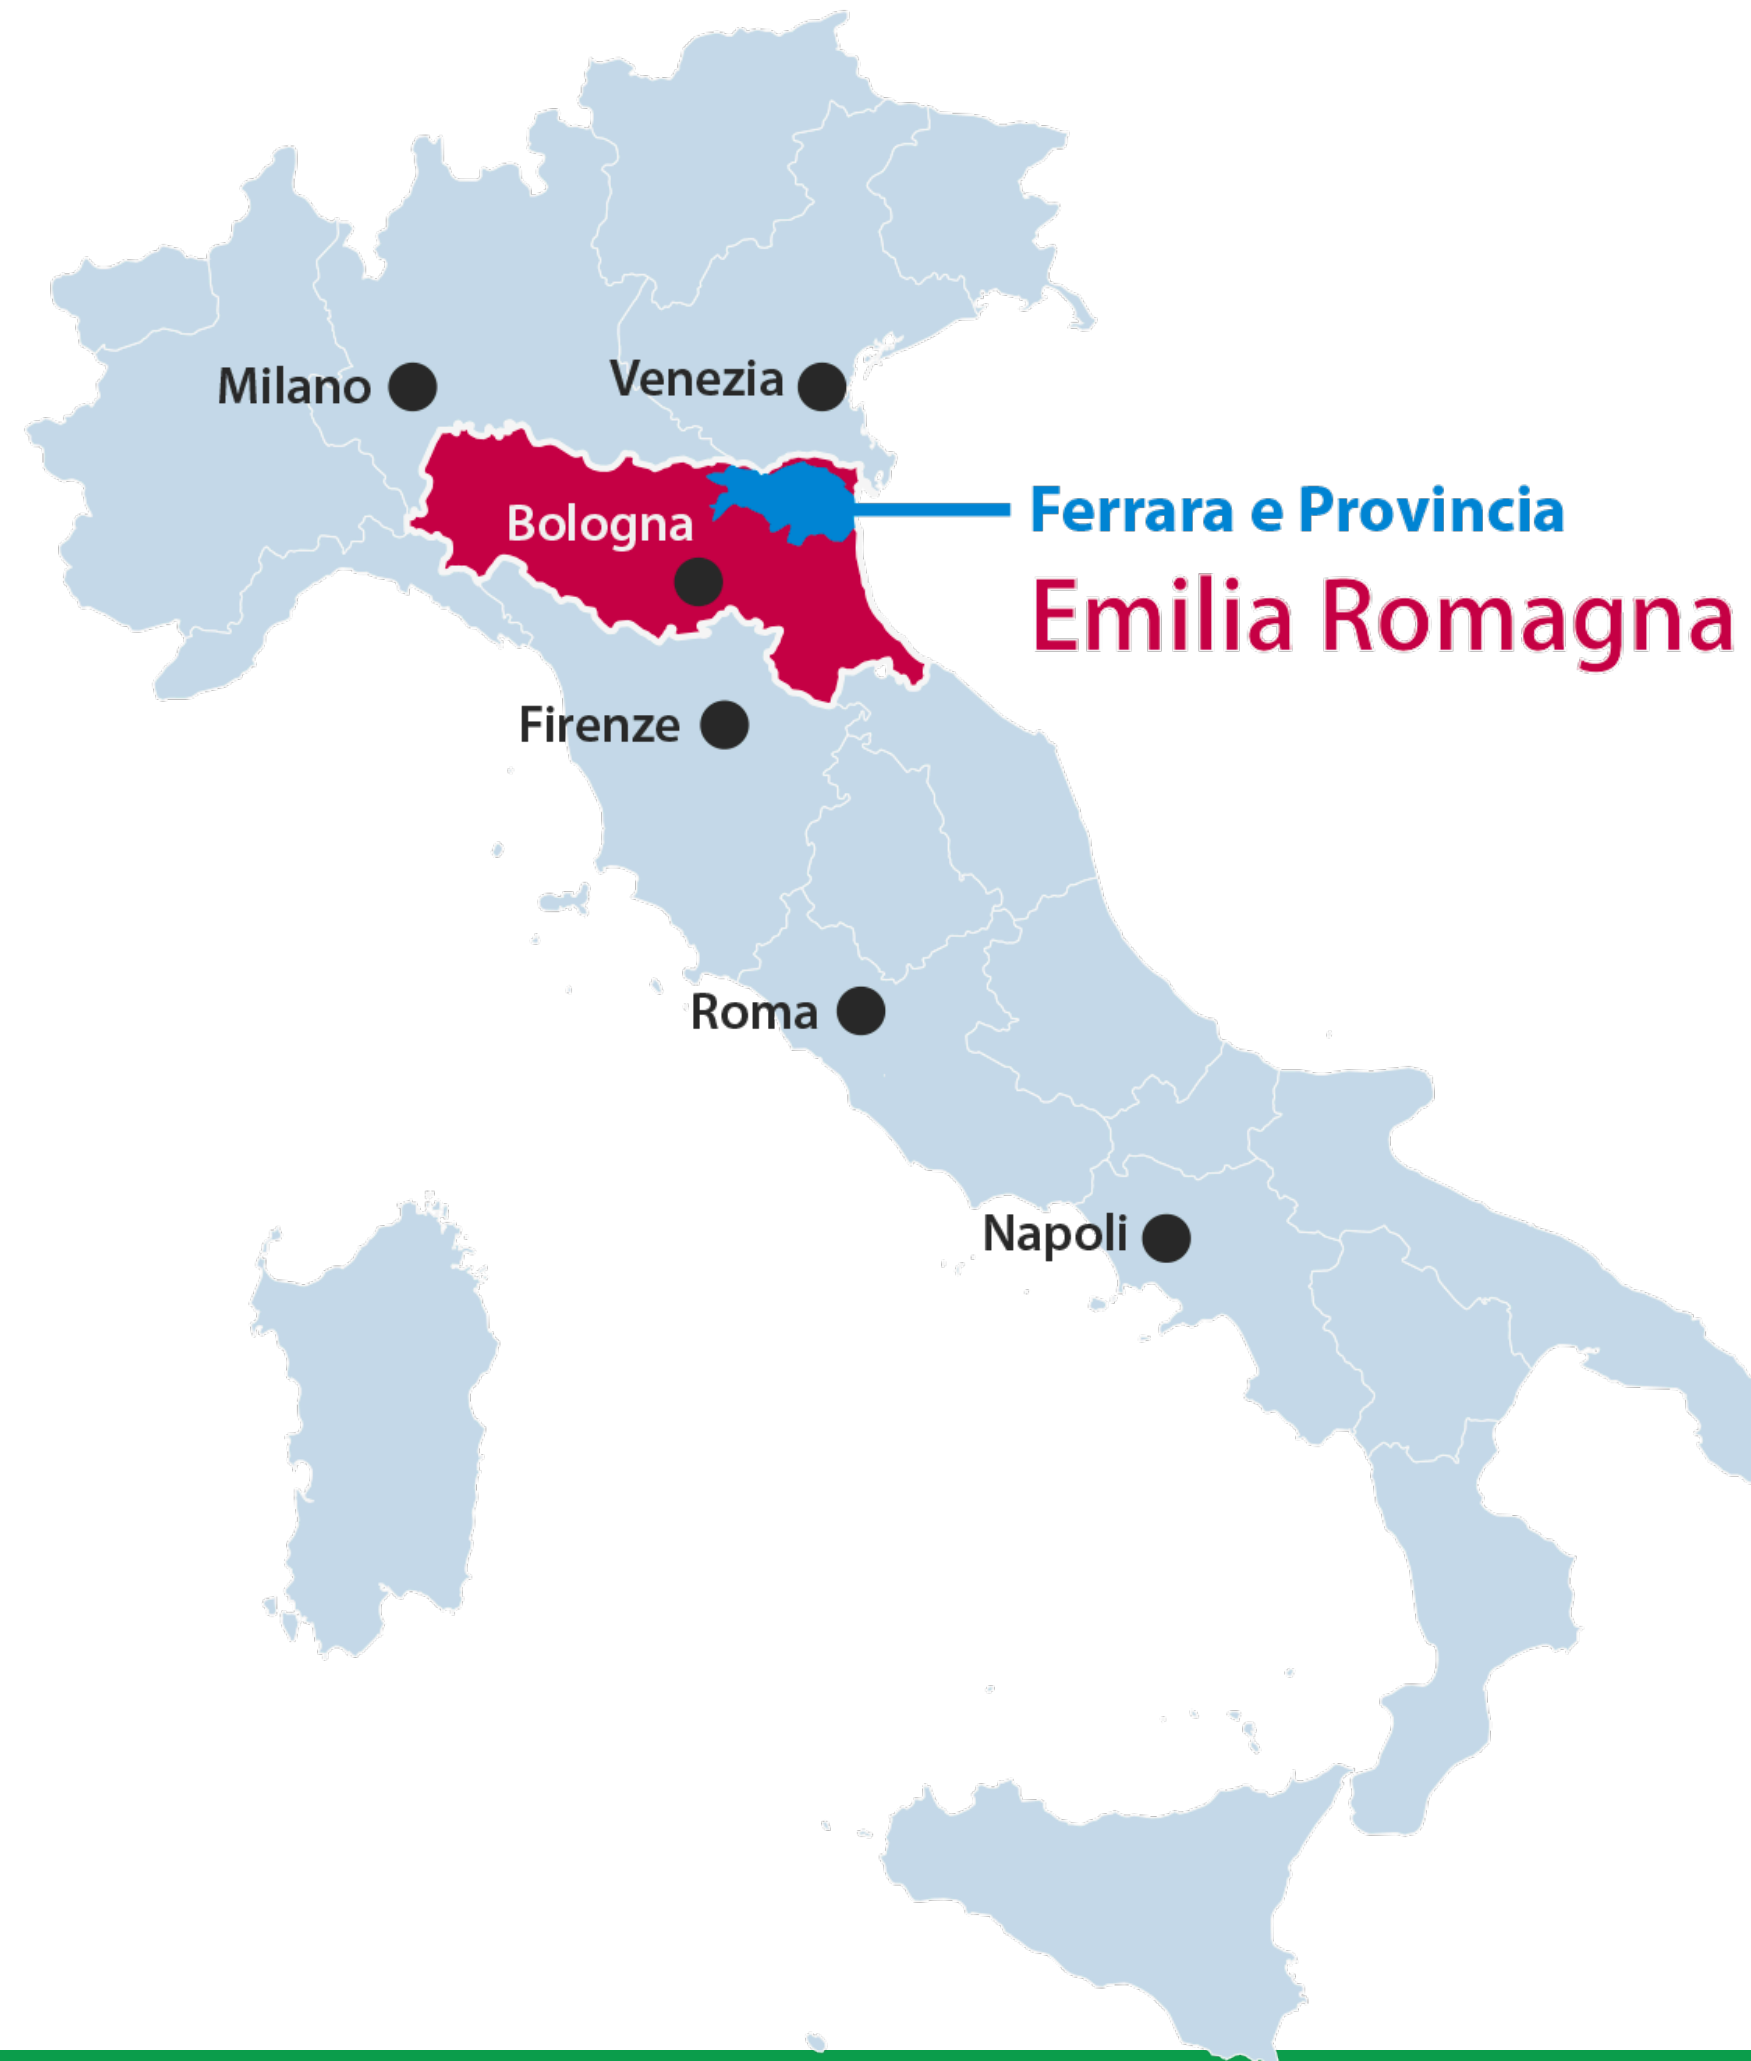 Milano
Venezia
Ferrara e Provincia
Bologna
Emilia Romagna
Firenze
Roma
Napoli